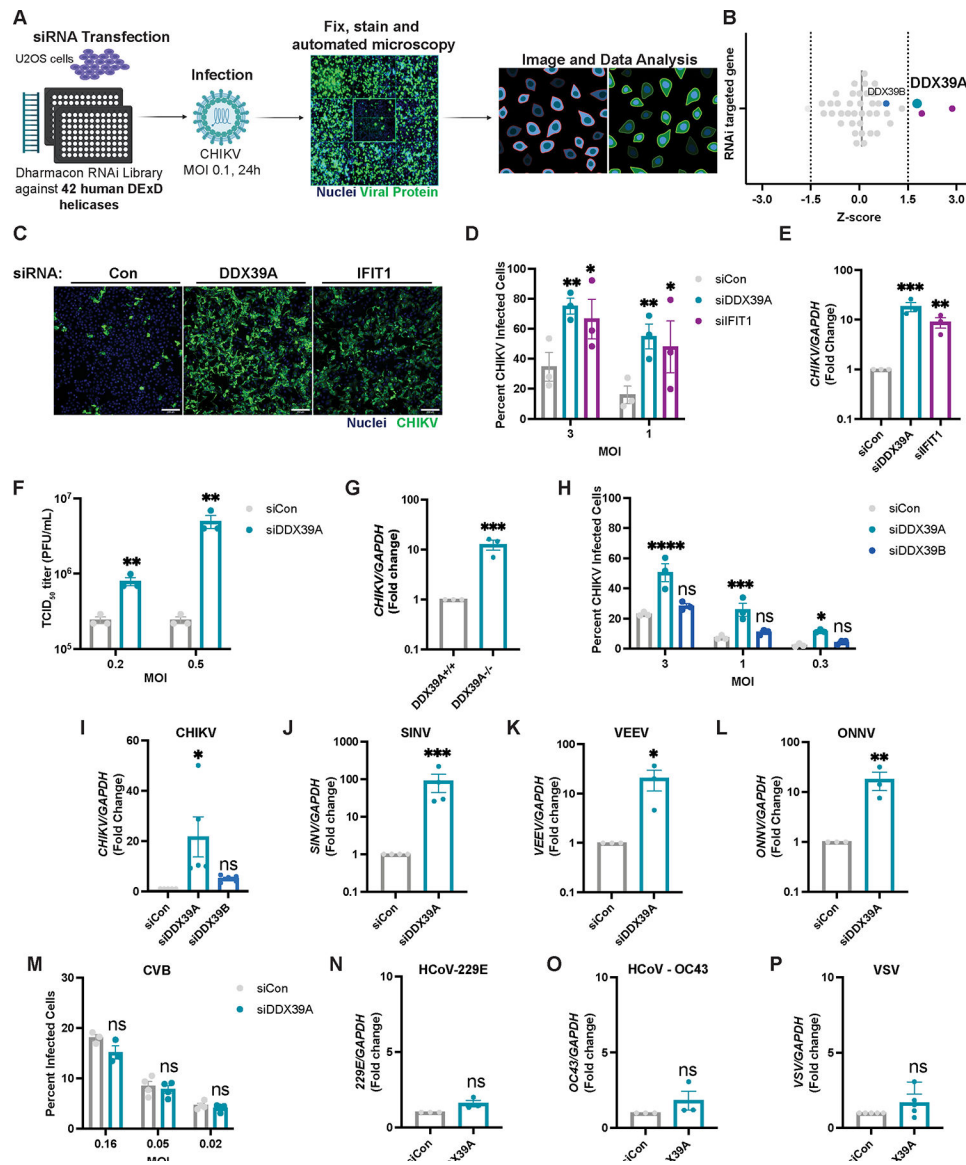 A
siRNA Transfection
U2OS cells
Dharmacon RNAi Library
against 42 human DExD
helicases
Infection
CHIKV
MOI 0.1, 24h
Fix, stain and
automated microscopy
Nuclei Viral Protein
Image and Data Analysis
B
RNAi targeted gene
DDX39B
DDX39A
-3.0
-1.5
0
1.5
3.0
Z-score
C
siRNA:
Con
DDX39A
IFIT1
Nuclei CHIKV
D
Percent CHIKV Infected Cells
100
80
60
40
20
0
** *
** *
3
1
MOI
siCon
siDDX39A
siIFIT1
E
CHIKV/GAPDH
(Fold Change)
100
10
1
0.1
*** **
siCon
siDDX39A
siIFIT1
F
TCID50 titer (PFU/mL)
10^7
10^6
10^5
**
**
0.2
0.5
MOI
siCon
siDDX39A
G
CHIKV/GAPDH
(Fold change)
100
10
1
0.1
***
DDX39A+/+
DDX39A-/-
H
Percent CHIKV Infected Cells
100
80
60
40
20
0
**** ns
*** ns
* ns
3
1
0.3
MOI
siCon
siDDX39A
siDDX39B
I
CHIKV
CHIKV/GAPDH
(Fold Change)
60
40
20
0
* ns
siCon
siDDX39A
siDDX39B
J
SINV
SINV/GAPDH
(Fold Change)
1000
100
10
1
0.1
***
siCon
siDDX39A
K
VEEV
VEEV/GAPDH
(Fold Change)
100
10
1
0.1
*
siCon
siDDX39A
L
ONNV
ONNV/GAPDH
(Fold Change)
100
10
1
0.1
**
siCon
siDDX39A
M
CVB
Percent Infected Cells
30
20
10
0
ns
ns
ns
0.16
0.05
0.02
MOI
siCon
siDDX39A
N
HCoV-229E
229E/GAPDH
(Fold change)
10
5
0
ns
siCon
O
HCoV - OC43
OC43/GAPDH
(Fold change)
10
5
0
ns
siCon
P
VSV
VSV/GAPDH
(Fold change)
10
5
0
ns
siCon